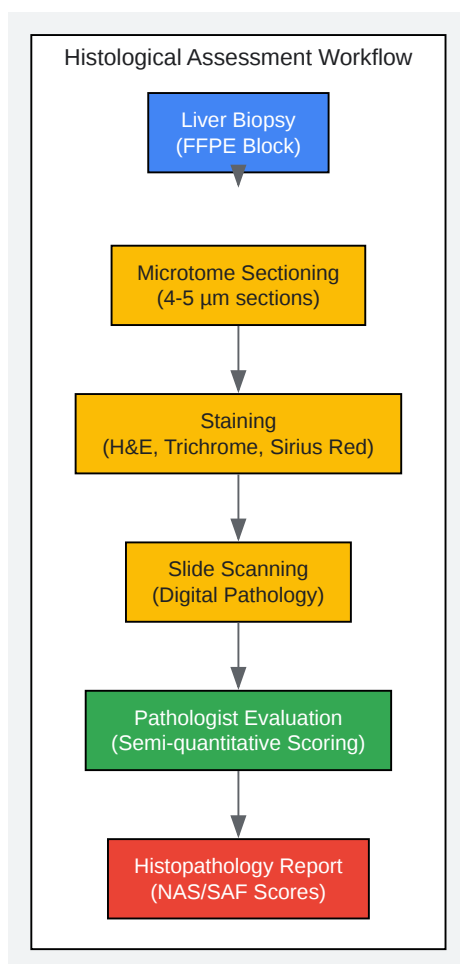 Histological Assessment Workflow
Liver Biopsy
(FFPE Block)
Microtome Sectioning
(4-5 µm sections)
Staining
(H&E, Trichrome, Sirius Red)
Slide Scanning
(Digital Pathology)
Pathologist Evaluation
(Semi-quantitative Scoring)
Histopathology Report
(NAS/SAF Scores)